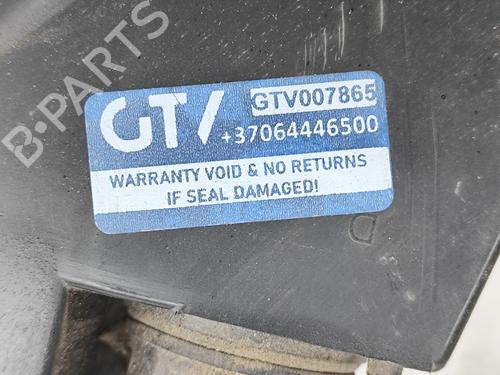 GTV
GTV007865
+37064446500
WARRANTY VOID & NO RETURNS
IF SEAL DAMAGED!
B-PARTS